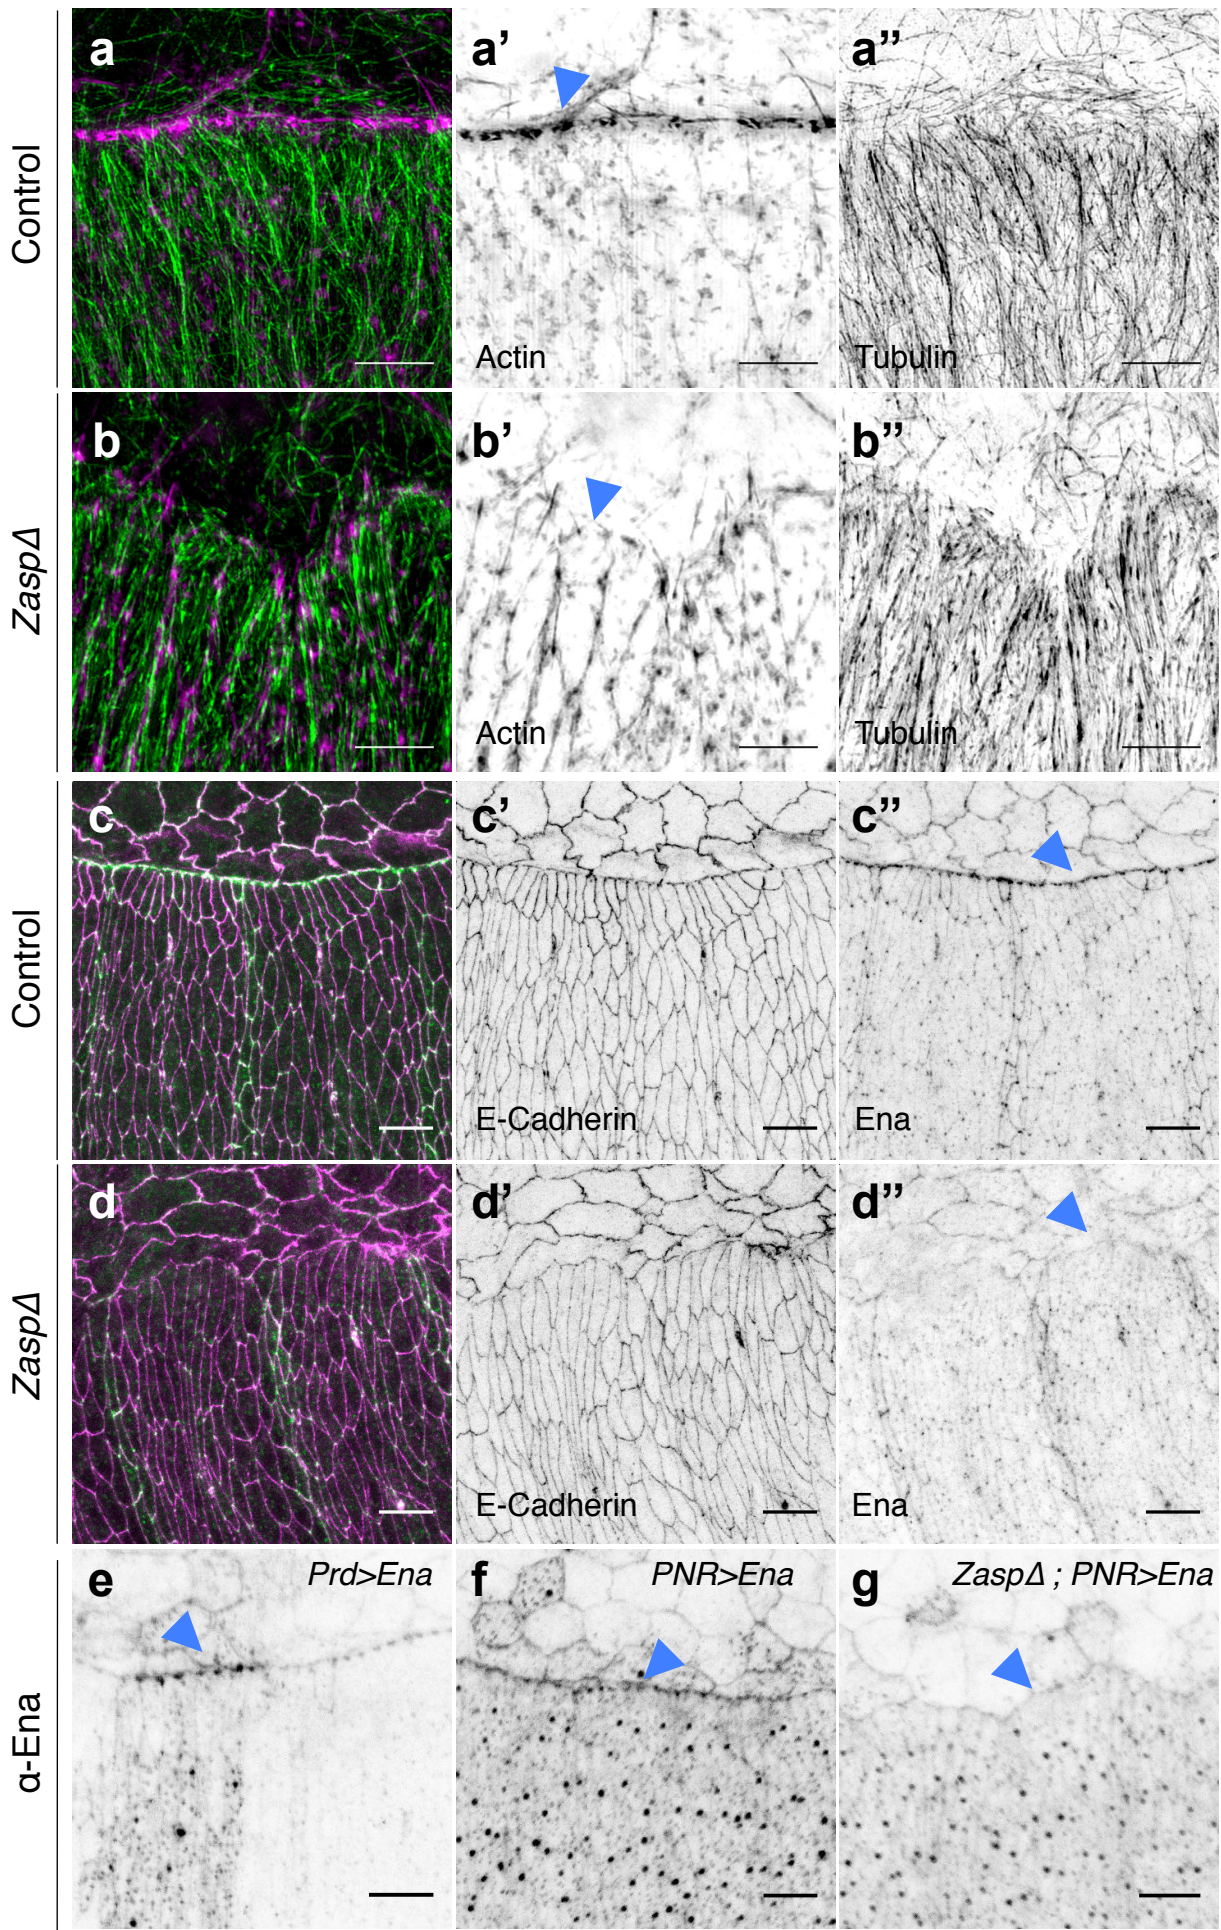 Control
a
a’
Actin
a’’
Tubulin
ZaspΔ
b
b’
Actin
b’’
Tubulin
Control
c
c’
E-Cadherin
c’’
Ena
ZaspΔ
d
d’
E-Cadherin
d’’
Ena
α-Ena
e
Prd>Ena
f
PNR>Ena
g
ZaspΔ ; PNR>Ena